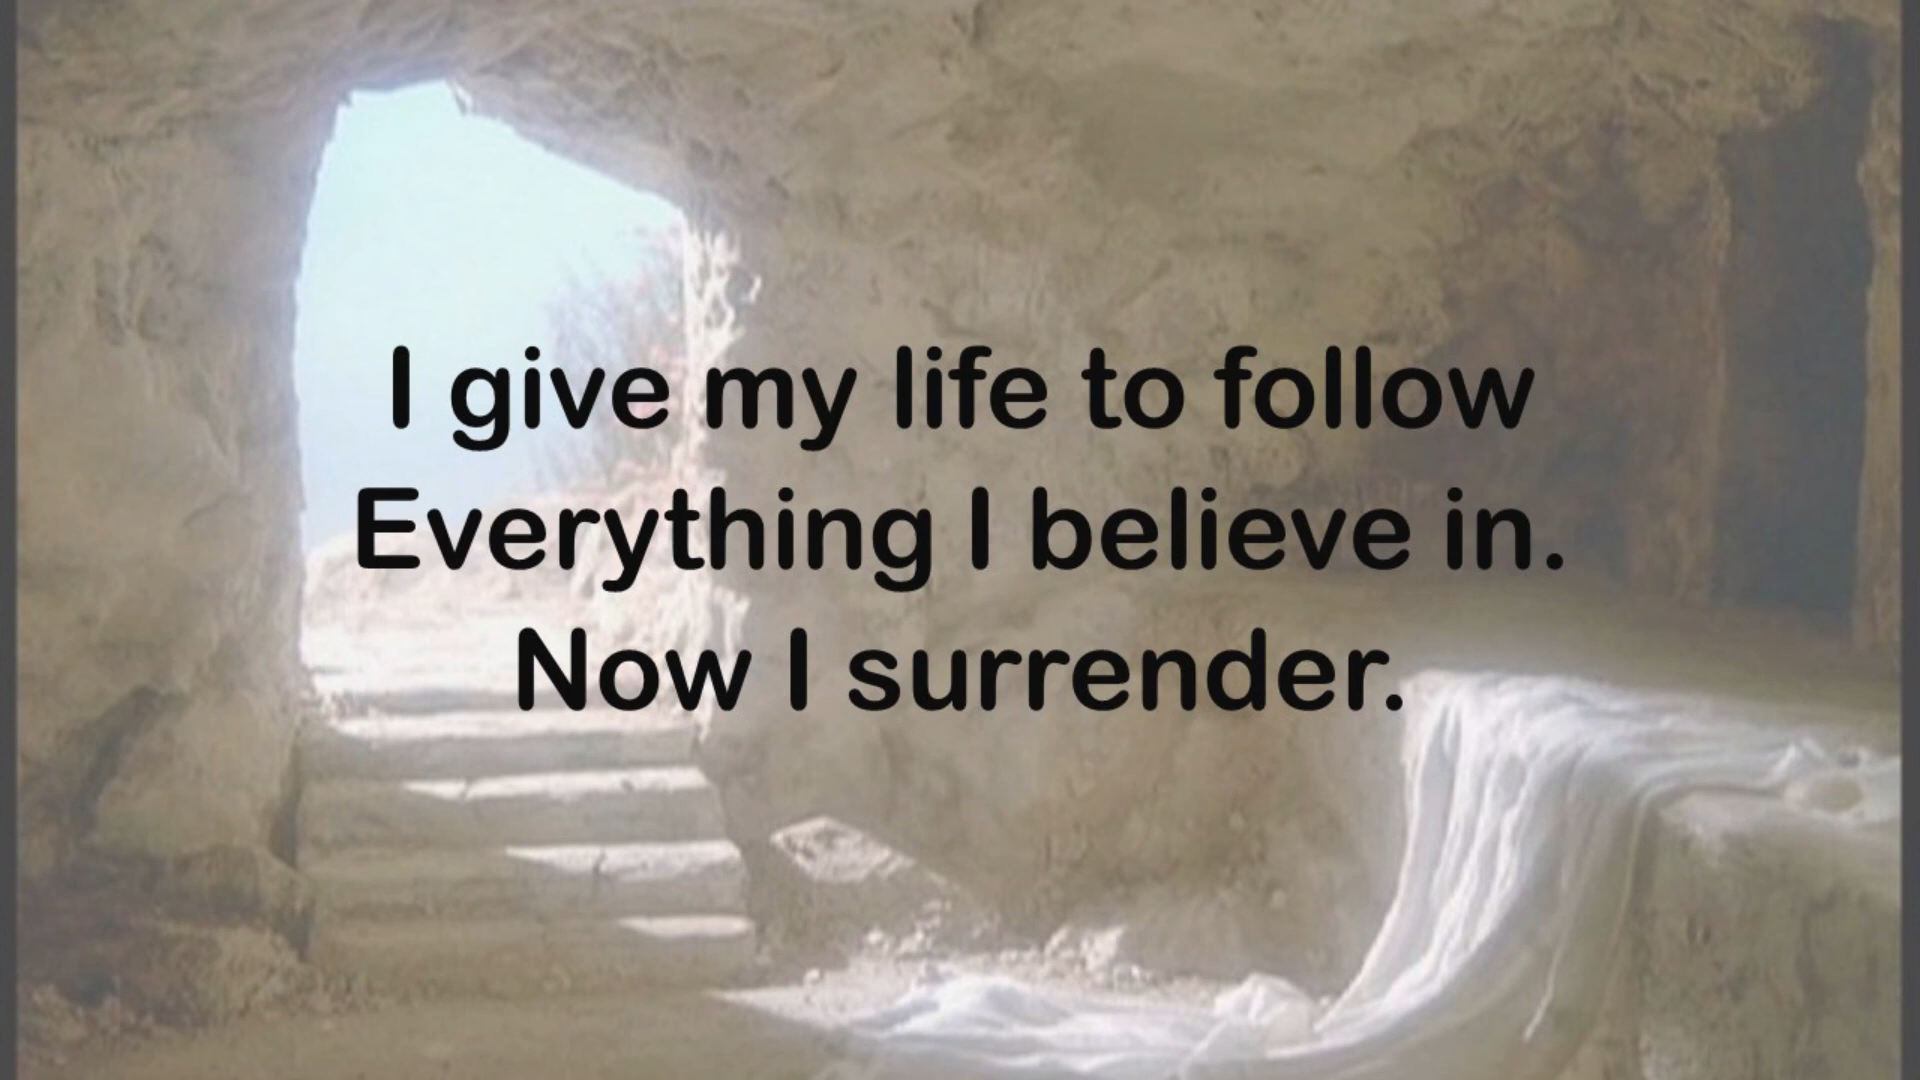 I give my life to follow
Everything I believe in.
Now I surrender.